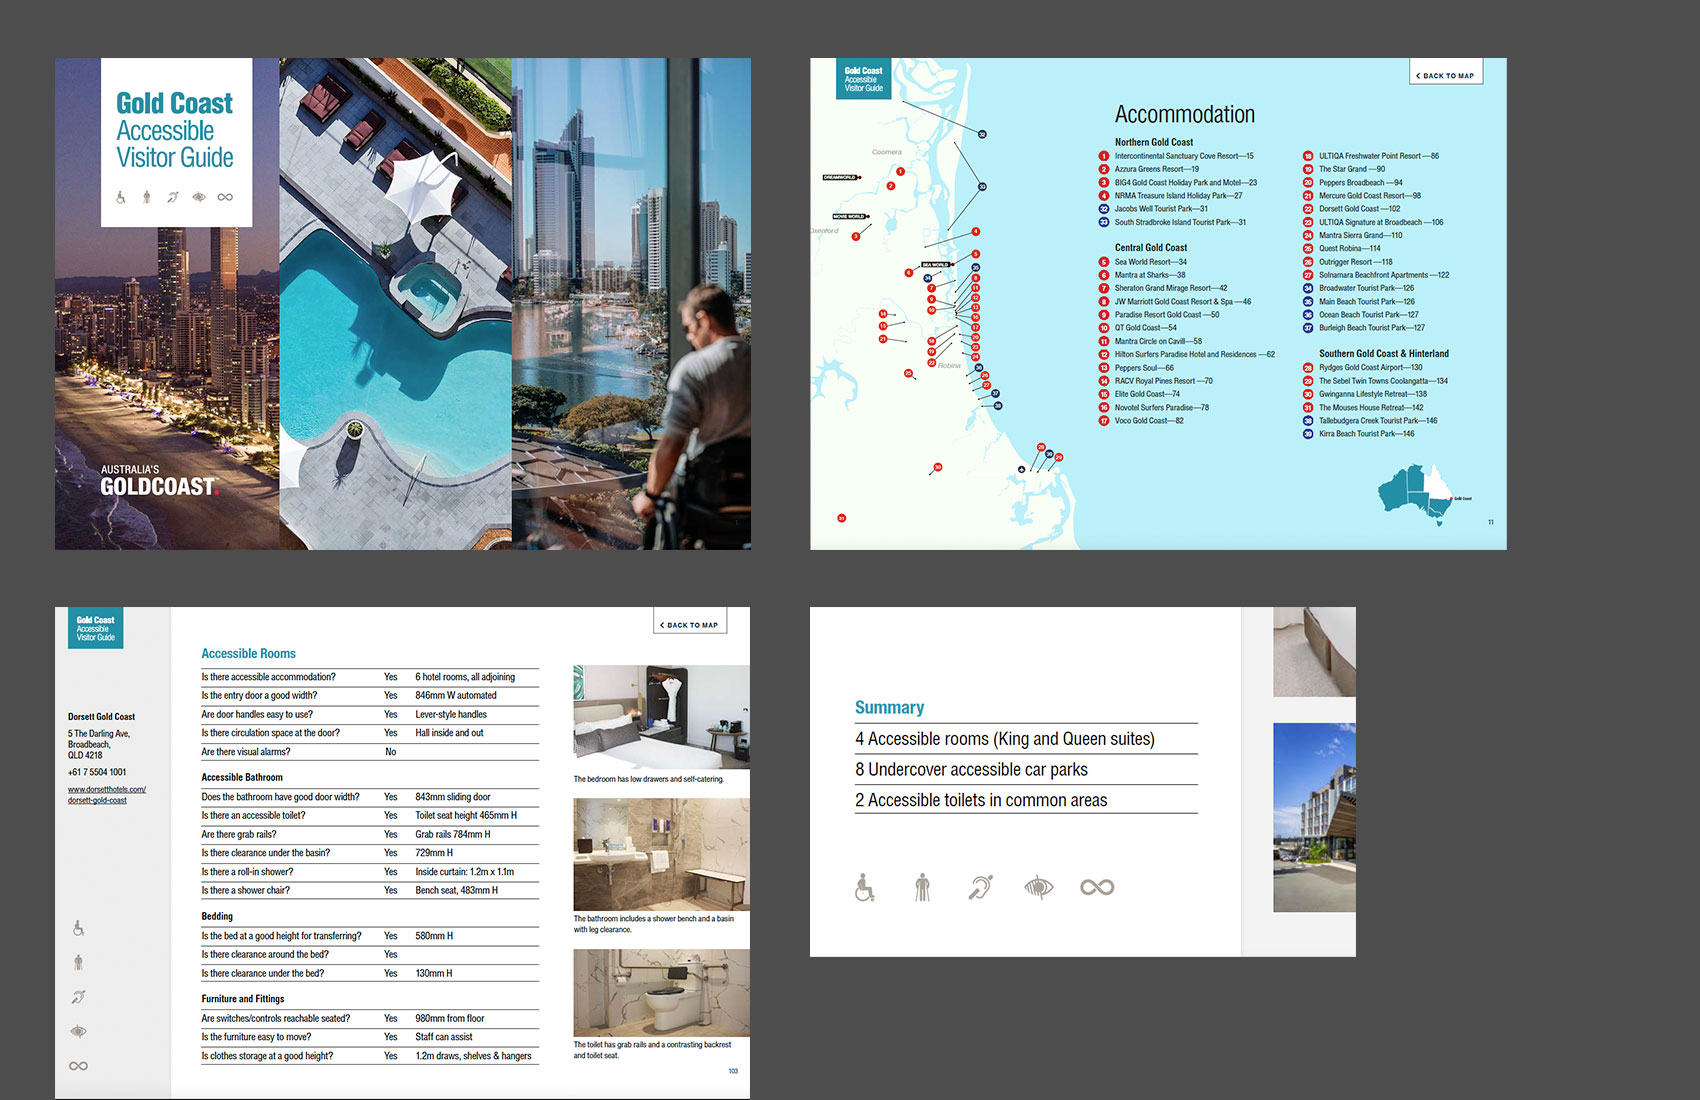 Gold Coast
Accessible
Visitor Guide
AUSTRALIA'S
GOLDCOAST.
Gold Coast
Accessible
Visitor Guide
BACK TO MAP
Coomera
DREAMWORLD
MOVIE WORLD
Oxenford
SEA WORLD
Robina
Accommodation
Northern Gold Coast
1 Intercontinental Sanctuary Cove Resort—15
2 Azzura Greens Resort—19
3 BIG4 Gold Coast Holiday Park and Motel—23
4 NRMA Treasure Island Holiday Park—27
32 Jacobs Well Tourist Park—31
33 South Stradbroke Island Tourist Park—31
Central Gold Coast
5 Sea World Resort—34
6 Mantra at Sharks—38
7 Sheraton Grand Mirage Resort—42
8 JW Marriott Gold Coast Resort & Spa —46
9 Paradise Resort Gold Coast —50
10 QT Gold Coast—54
11 Mantra Circle on Cavill—58
12 Hilton Surfers Paradise Hotel and Residences —62
13 Peppers Soul—66
14 RACV Royal Pines Resort —70
15 Elite Gold Coast—74
16 Novotel Surfers Paradise—78
17 Voco Gold Coast—82
18 ULTIQA Freshwater Point Resort —86
19 The Star Grand —90
20 Peppers Broadbeach —94
21 Mercure Gold Coast Resort—98
22 Dorsett Gold Coast —102
23 ULTIQA Signature at Broadbeach —106
24 Mantra Sierra Grand—110
25 Quest Robina—114
26 Outrigger Resort —118
27 Solnamara Beachfront Apartments —122
34 Broadwater Tourist Park—126
35 Main Beach Tourist Park—126
36 Ocean Beach Tourist Park—127
37 Burleigh Beach Tourist Park—127
Southern Gold Coast & Hinterland
28 Rydges Gold Coast Airport—130
29 The Sebel Twin Towns Coolangatta—134
30 Gwinganna Lifestyle Retreat—138
31 The Mouses House Retreat—142
38 Tallebudgera Creek Tourist Park—146
39 Kirra Beach Tourist Park—146
Gold Coast
11
Gold Coast
Accessible
Visitor Guide
BACK TO MAP
Dorsett Gold Coast
5 The Darling Ave,
Broadbeach,
QLD 4218
+61 7 5504 1001
www.dorsetthotels.com/
dorsett-gold-coast
Accessible Rooms
Is there accessible accommodation? Yes 6 hotel rooms, all adjoining
Is the entry door a good width? Yes 846mm W automated
Are door handles easy to use? Yes Lever-style handles
Is there circulation space at the door? Yes Hall inside and out
Are there visual alarms? No
Accessible Bathroom
Does the bathroom have good door width? Yes 843mm sliding door
Is there an accessible toilet? Yes Toilet seat height 465mm H
Are there grab rails? Yes Grab rails 784mm H
Is there clearance under the basin? Yes 729mm H
Is there a roll-in shower? Yes Inside curtain: 1.2m x 1.1m
Is there a shower chair? Yes Bench seat, 483mm H
Bedding
Is the bed at a good height for transferring? Yes 580mm H
Is there clearance around the bed? Yes
Is there clearance under the bed? Yes 130mm H
Furniture and Fittings
Are switches/controls reachable seated? Yes 980mm from floor
Is the furniture easy to move? Yes Staff can assist
Is clothes storage at a good height? Yes 1.2m draws, shelves & hangers
The bedroom has low drawers and self-catering.
The bathroom includes a shower bench and a basin
with leg clearance.
The toilet has grab rails and a contrasting backrest
and toilet seat.
103
Summary
4 Accessible rooms (King and Queen suites)
8 Undercover accessible car parks
2 Accessible toilets in common areas